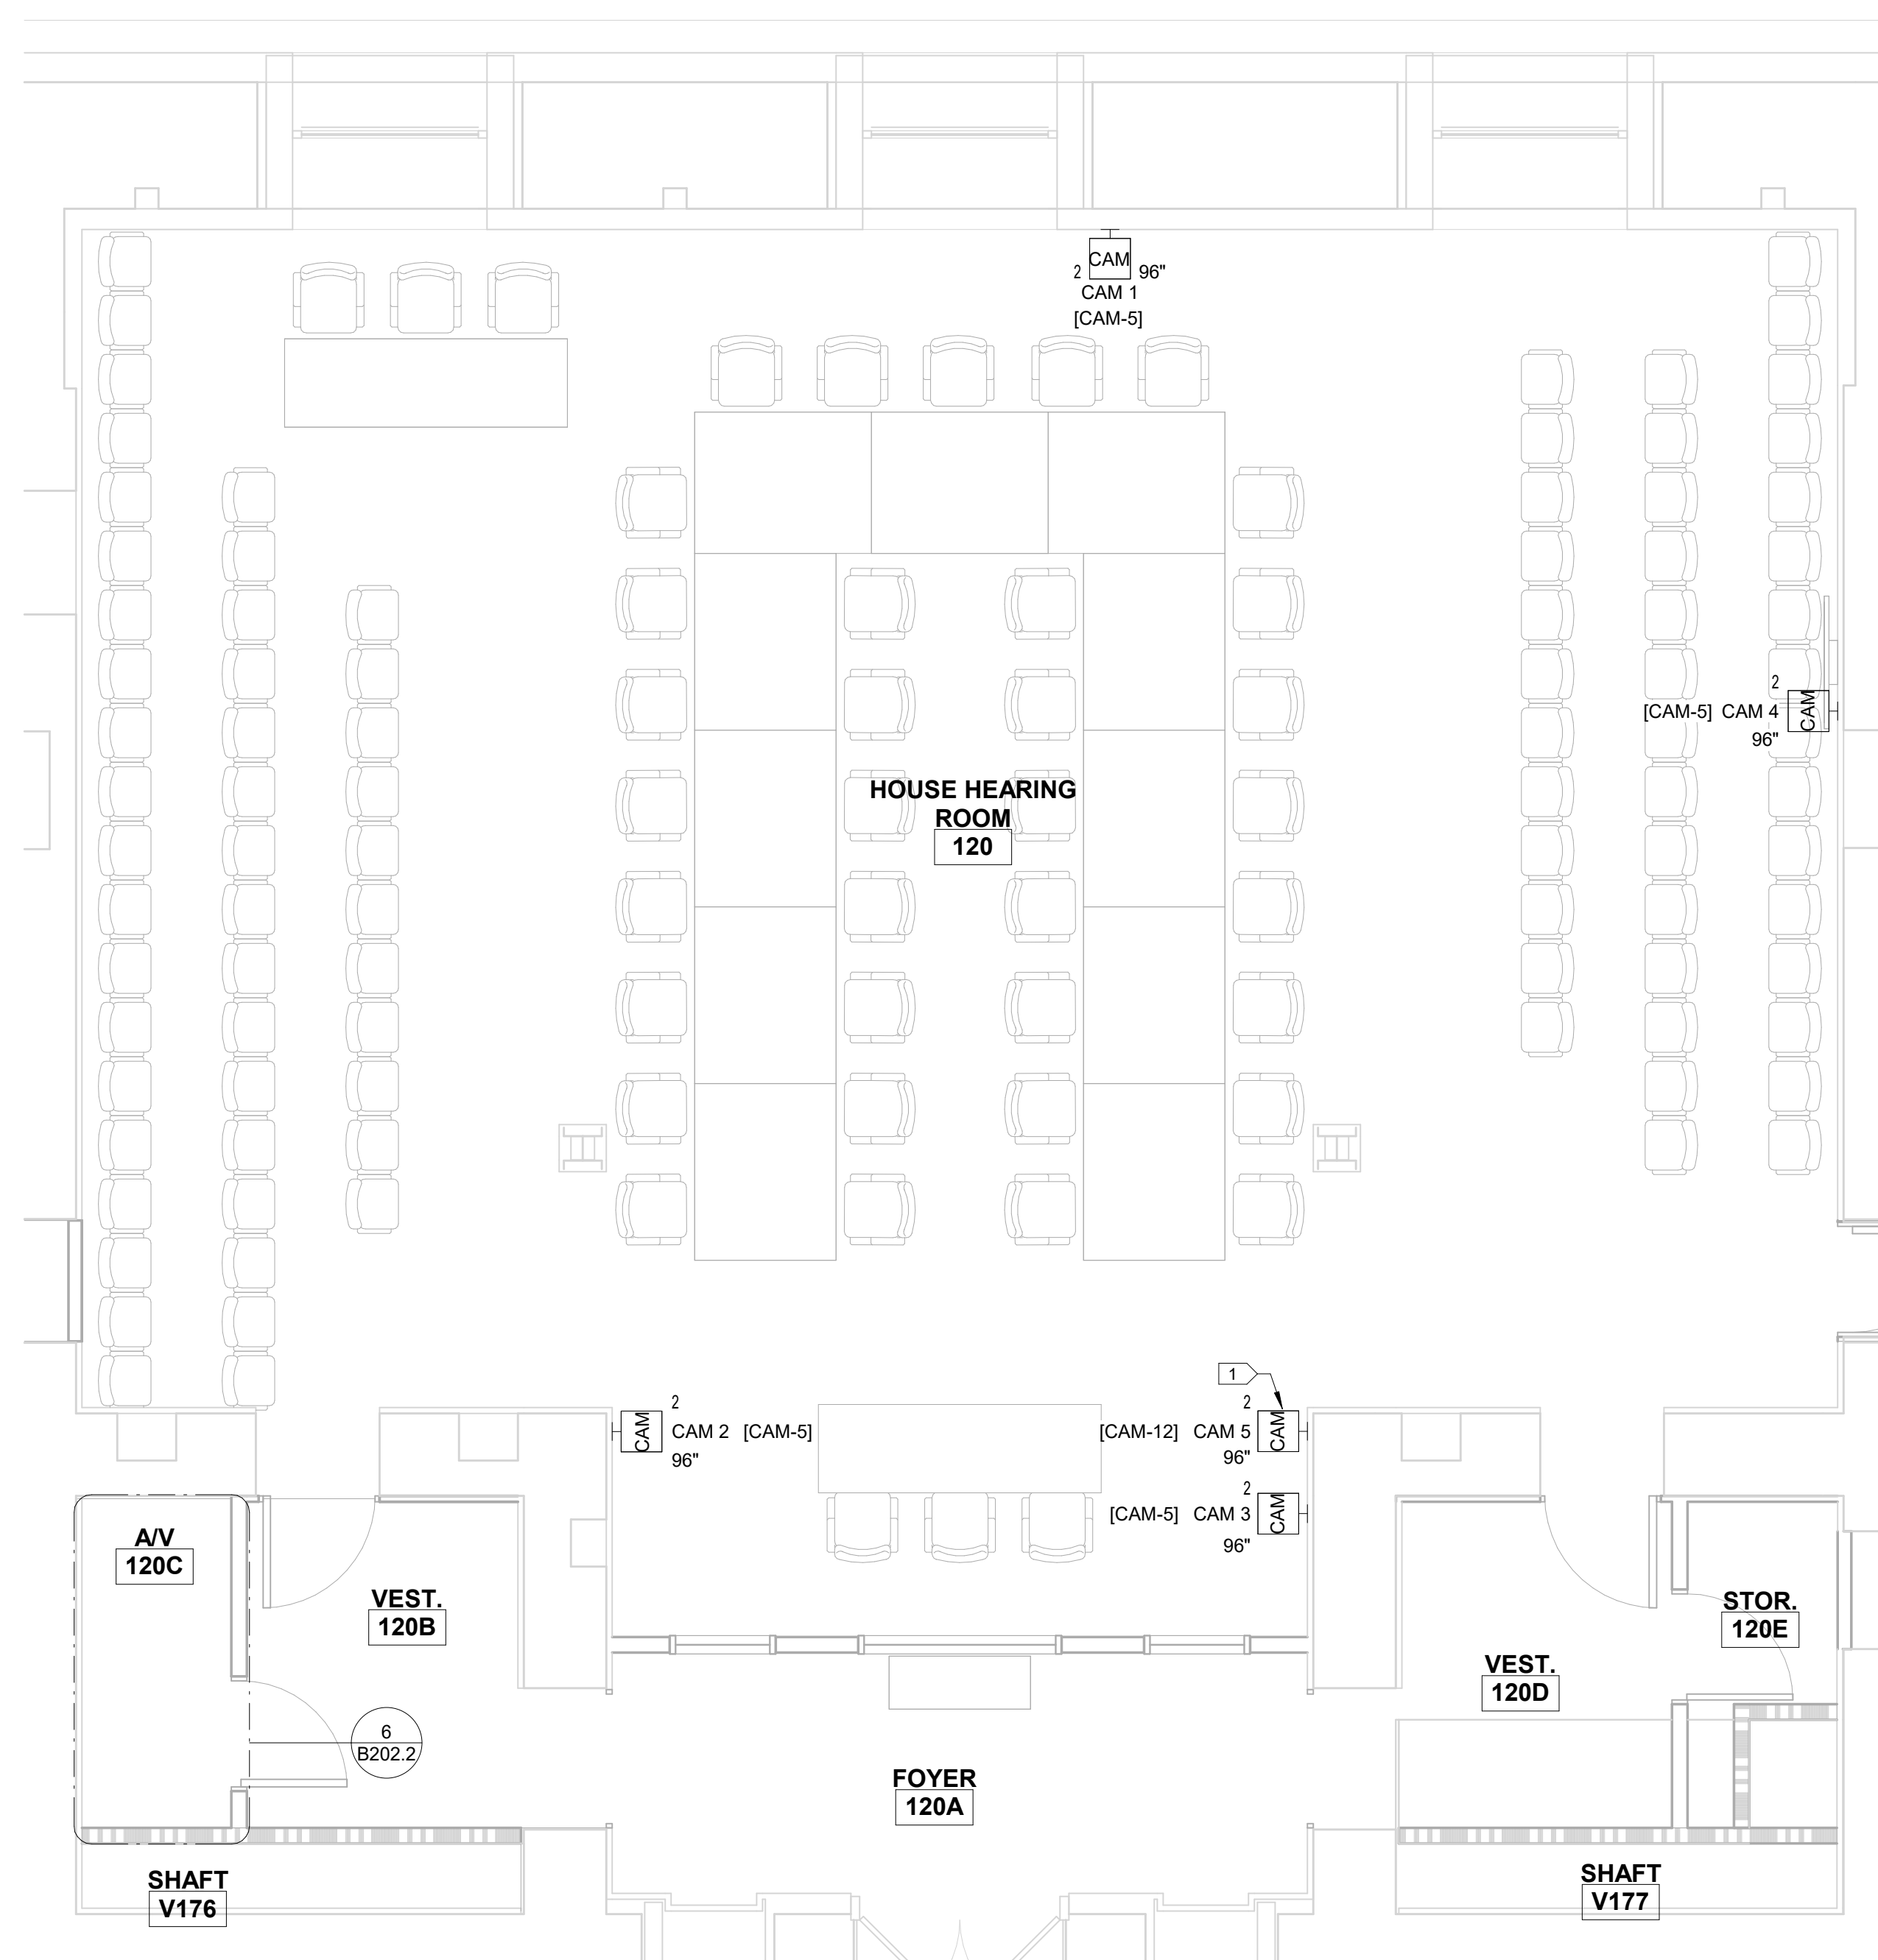 CAM
2 96"
CAM 1
[CAM-5]
2
CAM
[CAM-5] CAM 4
96"
HOUSE HEARING
ROOM
120
1
2
CAM
CAM 2 [CAM-5]
96"
2
CAM
[CAM-12] CAM 5
96"
2
CAM
[CAM-5] CAM 3
96"
A/V
120C
VEST.
120B
STOR.
120E
VEST.
120D
6
B202.2
FOYER
120A
SHAFT
V176
SHAFT
V177